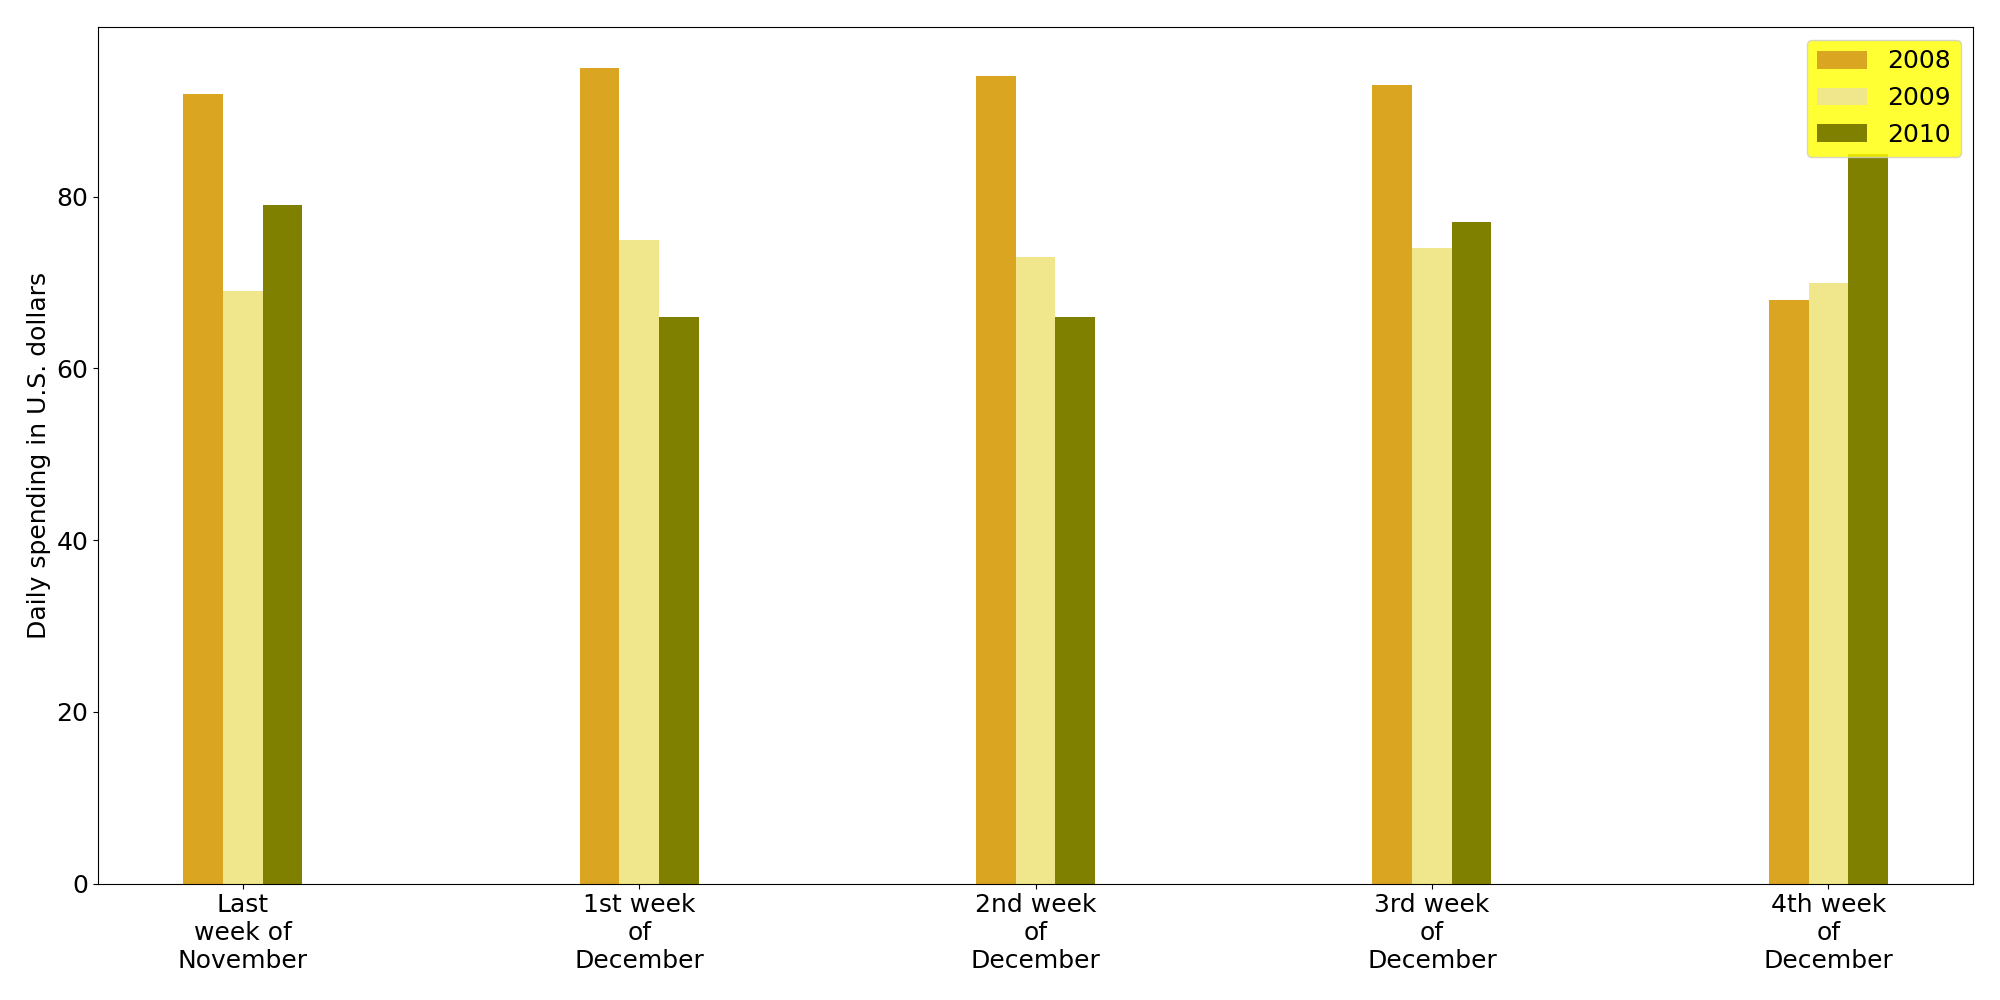 2008
2009
2010
Daily spending in U.S. dollars
80
60
40
20
0
Last
week of
November
1st week
of
December
2nd week
of
December
3rd week
of
December
4th week
of
December